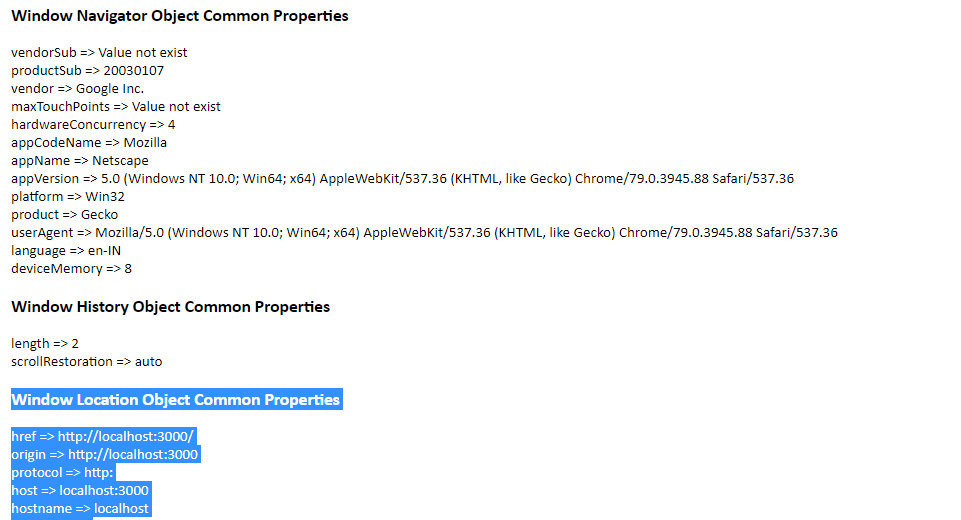 Window Navigator Object Common Properties
vendorSub => Value not exist
productSub => 20030107
vendor => Google Inc.
maxTouchPoints => Value not exist
hardwareConcurrency => 4
appCodeName => Mozilla
appName => Netscape
appVersion => 5.0 (Windows NT 10.0; Win64; x64) AppleWebKit/537.36 (KHTML, like Gecko) Chrome/79.0.3945.88 Safari/537.36
platform => Win32
product => Gecko
userAgent => Mozilla/5.0 (Windows NT 10.0; Win64; x64) AppleWebKit/537.36 (KHTML, like Gecko) Chrome/79.0.3945.88 Safari/537.36
language => en-IN
deviceMemory => 8
Window History Object Common Properties
length => 2
scrollRestoration => auto
Window Location Object Common Properties
href => http://localhost:3000/
origin => http://localhost:3000
protocol => http:
host => localhost:3000
hostname => localhost